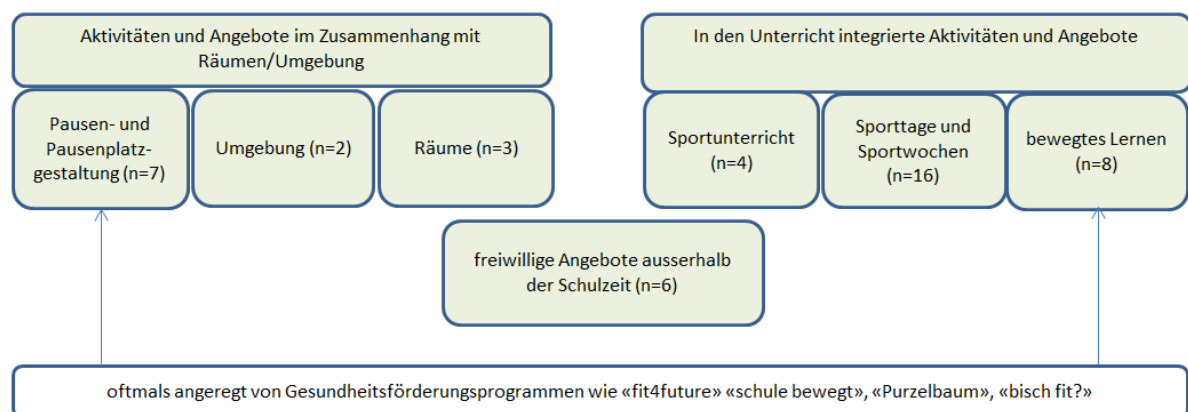 Aktivitäten und Angebote im Zusammenhang mit
Räumen/Umgebung
In den Unterricht integrierte Aktivitäten und Angebote
Pausen- und
Pausenplatz-
gestaltung (n=7)
Umgebung (n=2)
Räume (n=3)
Sportunterricht
(n=4)
Sporttage und
Sportwochen
(n=16)
bewegtes Lernen
(n=8)
freiwillige Angebote ausserhalb
der Schulzeit (n=6)
oftmals angeregt von Gesundheitsförderungsprogrammen wie «fit4future» «schule bewegt», «Purzelbaum», «bisch fit?»